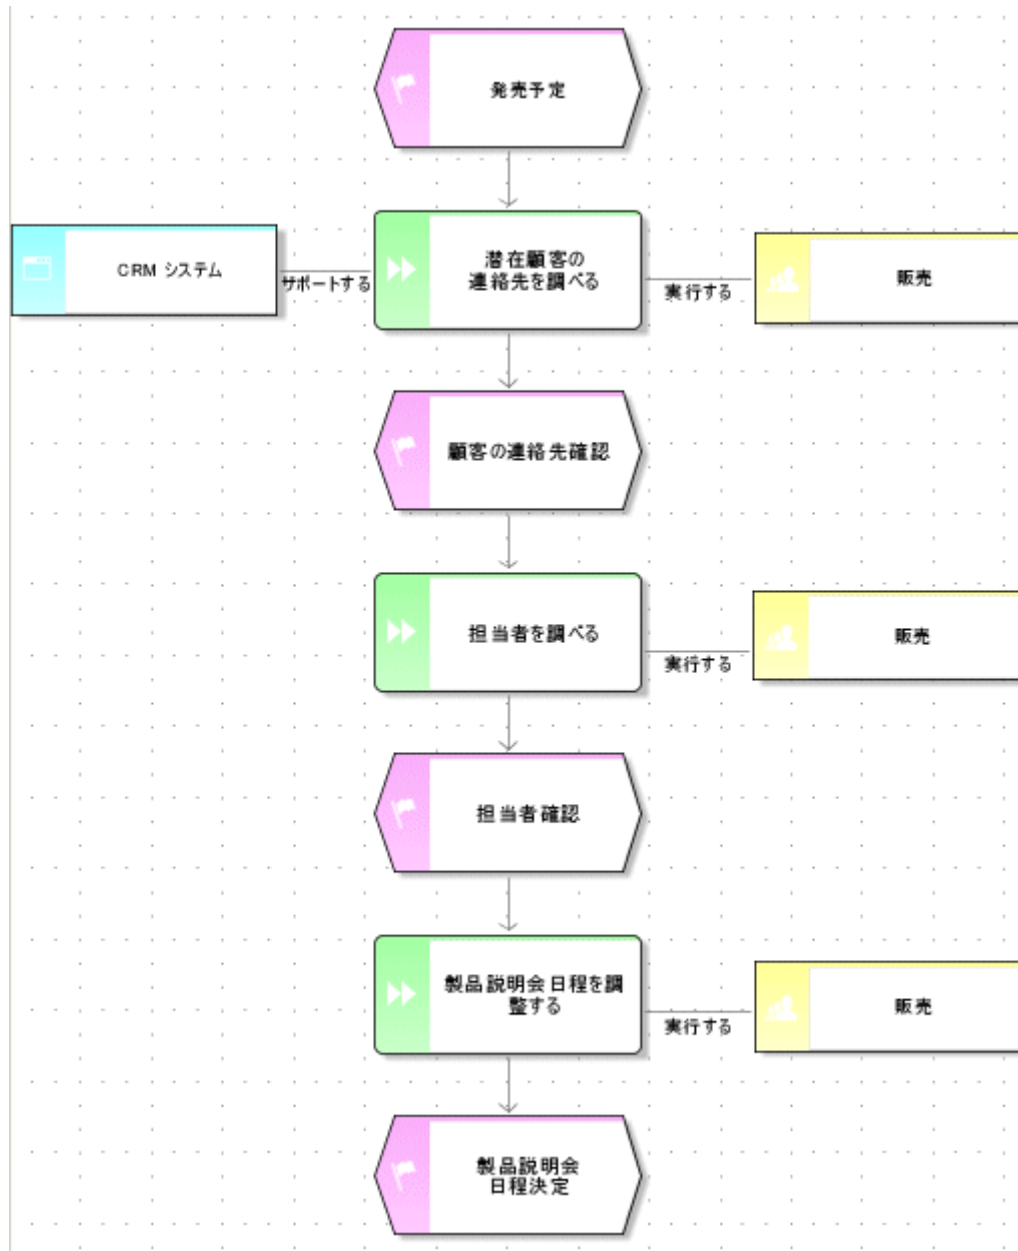 発売予定
CRM システム
サポートする
潜在顧客の
連絡先を調べる
実行する
販売
顧客の連絡先確認
担当者を調べる
実行する
販売
担当者確認
製品説明会日程を調
整する
実行する
販売
製品説明会
日程決定